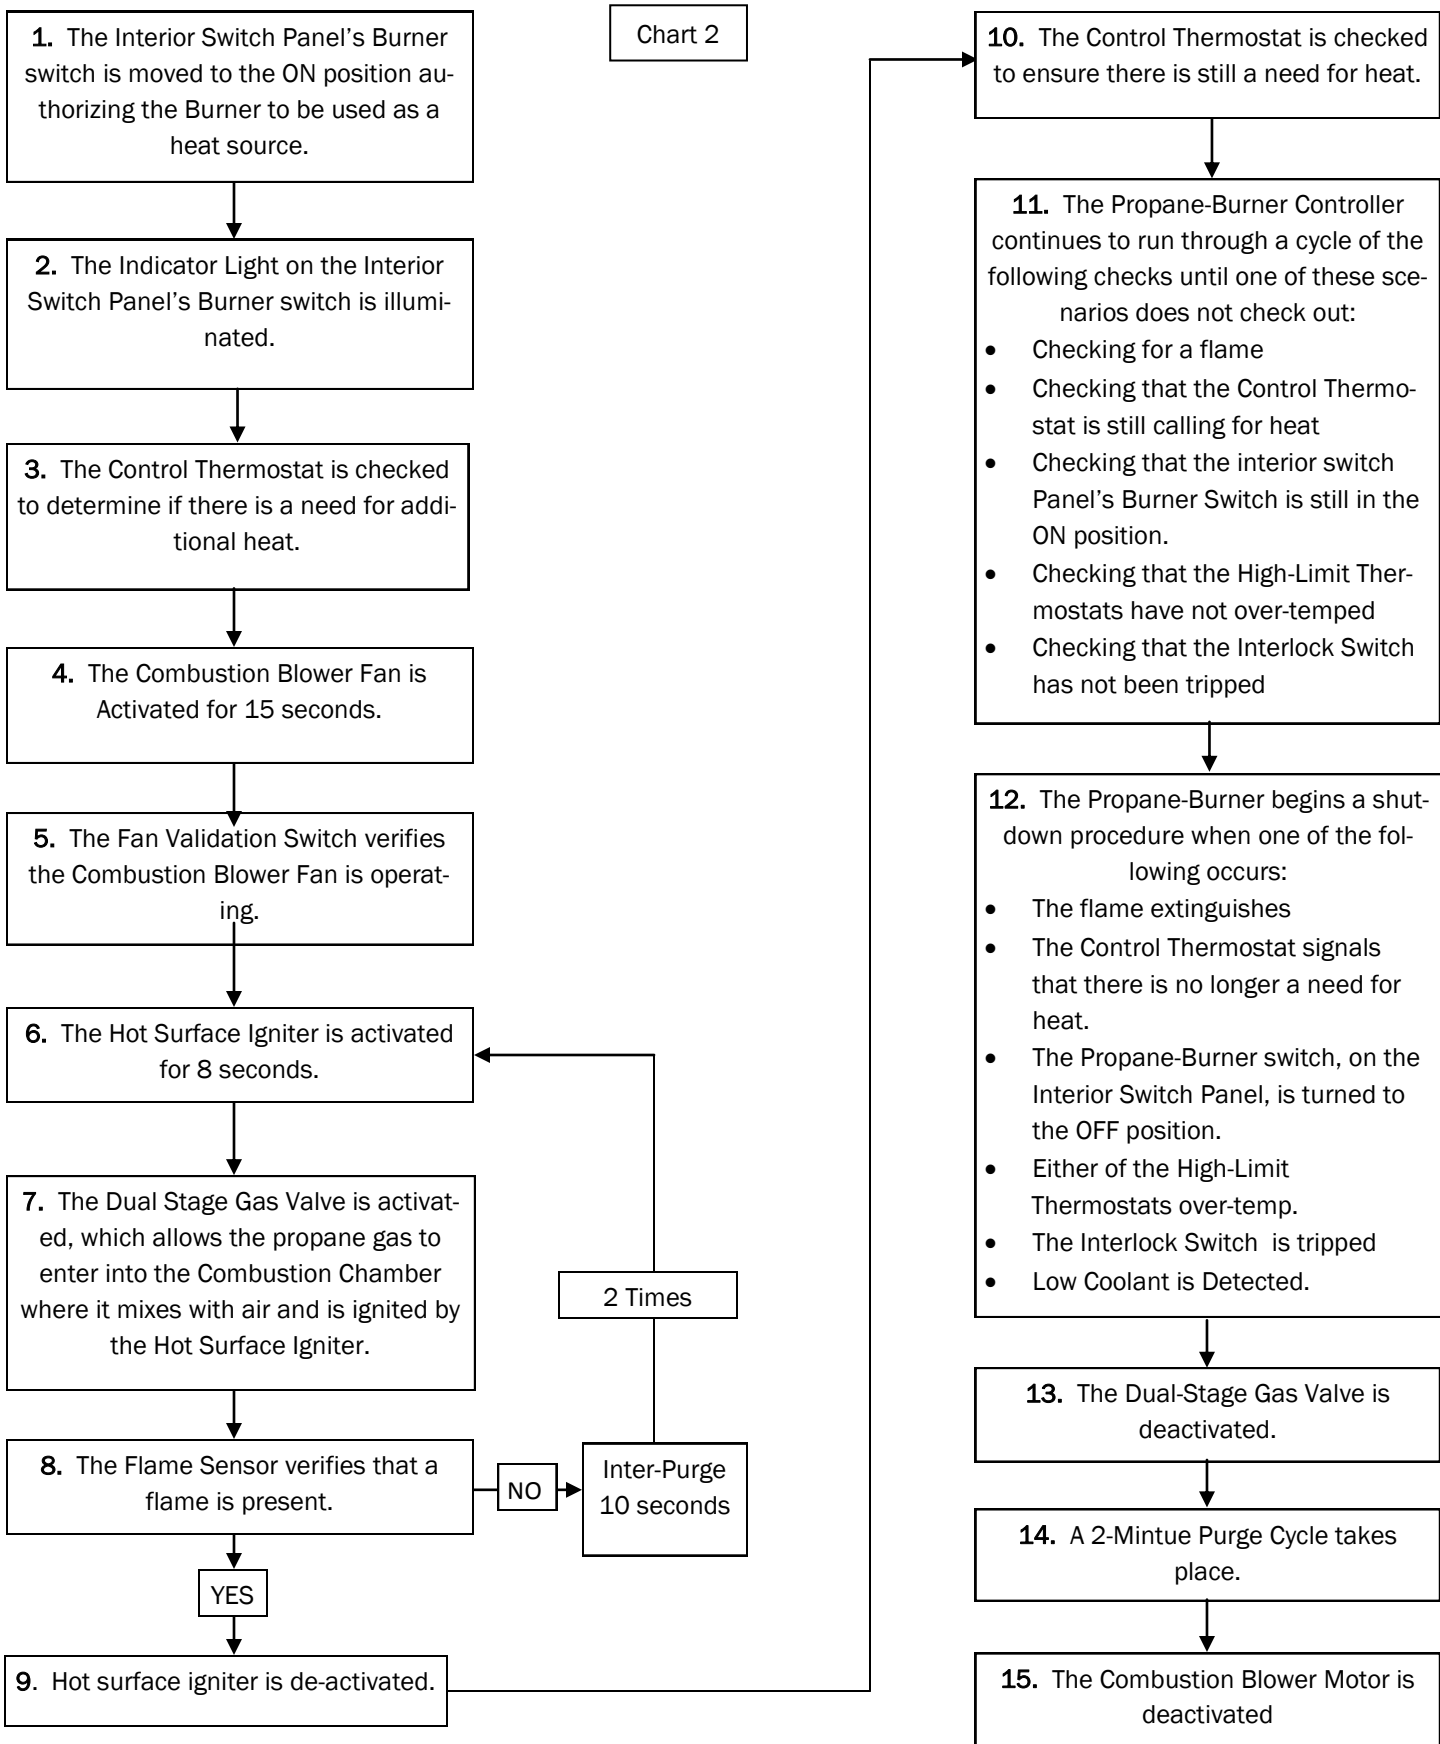 Chart 2
1. The Interior Switch Panel's Burner
switch is moved to the ON position au-
thorizing the Burner to be used as a
heat source.
2. The Indicator Light on the Interior
Switch Panel's Burner switch is illumi-
nated.
3. The Control Thermostat is checked
to determine if there is a need for addi-
tional heat.
4. The Combustion Blower Fan is
Activated for 15 seconds.
5. The Fan Validation Switch verifies
the Combustion Blower Fan is operat-
ing.
6. The Hot Surface Igniter is activated
for 8 seconds.
7. The Dual Stage Gas Valve is activat-
ed, which allows the propane gas to
enter into the Combustion Chamber
where it mixes with air and is ignited by
the Hot Surface Igniter.
8. The Flame Sensor verifies that a
flame is present.
NO
Inter-Purge
10 seconds
2 Times
YES
9. Hot surface igniter is de-activated.
10. The Control Thermostat is checked
to ensure there is still a need for heat.
11. The Propane-Burner Controller
continues to run through a cycle of the
following checks until one of these sce-
narios does not check out:
• Checking for a flame
• Checking that the Control Thermo-
stat is still calling for heat
• Checking that the interior switch
Panel's Burner Switch is still in the
ON position.
• Checking that the High-Limit Ther-
mostats have not over-temped
• Checking that the Interlock Switch
has not been tripped
12. The Propane-Burner begins a shut-
down procedure when one of the fol-
lowing occurs:
• The flame extinguishes
• The Control Thermostat signals
that there is no longer a need for
heat.
• The Propane-Burner switch, on the
Interior Switch Panel, is turned to
the OFF position.
• Either of the High-Limit
Thermostats over-temp.
• The Interlock Switch is tripped
• Low Coolant is Detected.
13. The Dual-Stage Gas Valve is
deactivated.
14. A 2-Mintue Purge Cycle takes
place.
15. The Combustion Blower Motor is
deactivated